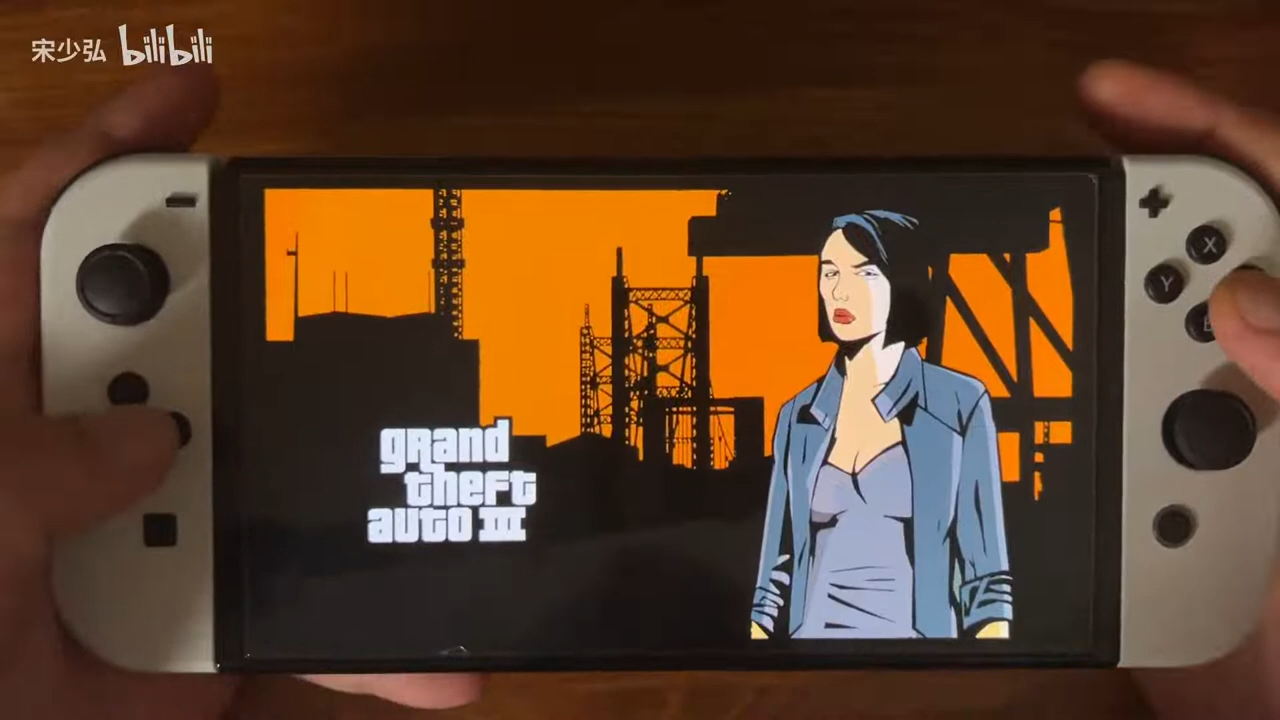 宋少弘 bilibili
grand
theft
auto III
X
Y